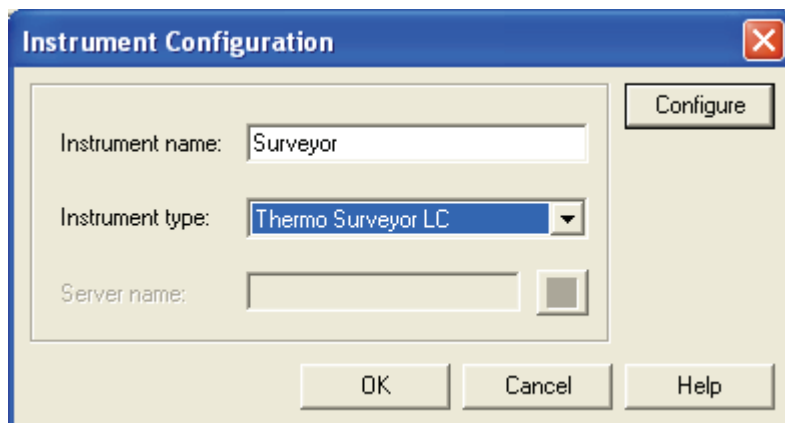 Instrument Configuration
Configure
Instrument name: Surveyor
Instrument type: Thermo Surveyor LC
Server name:
OK Cancel Help